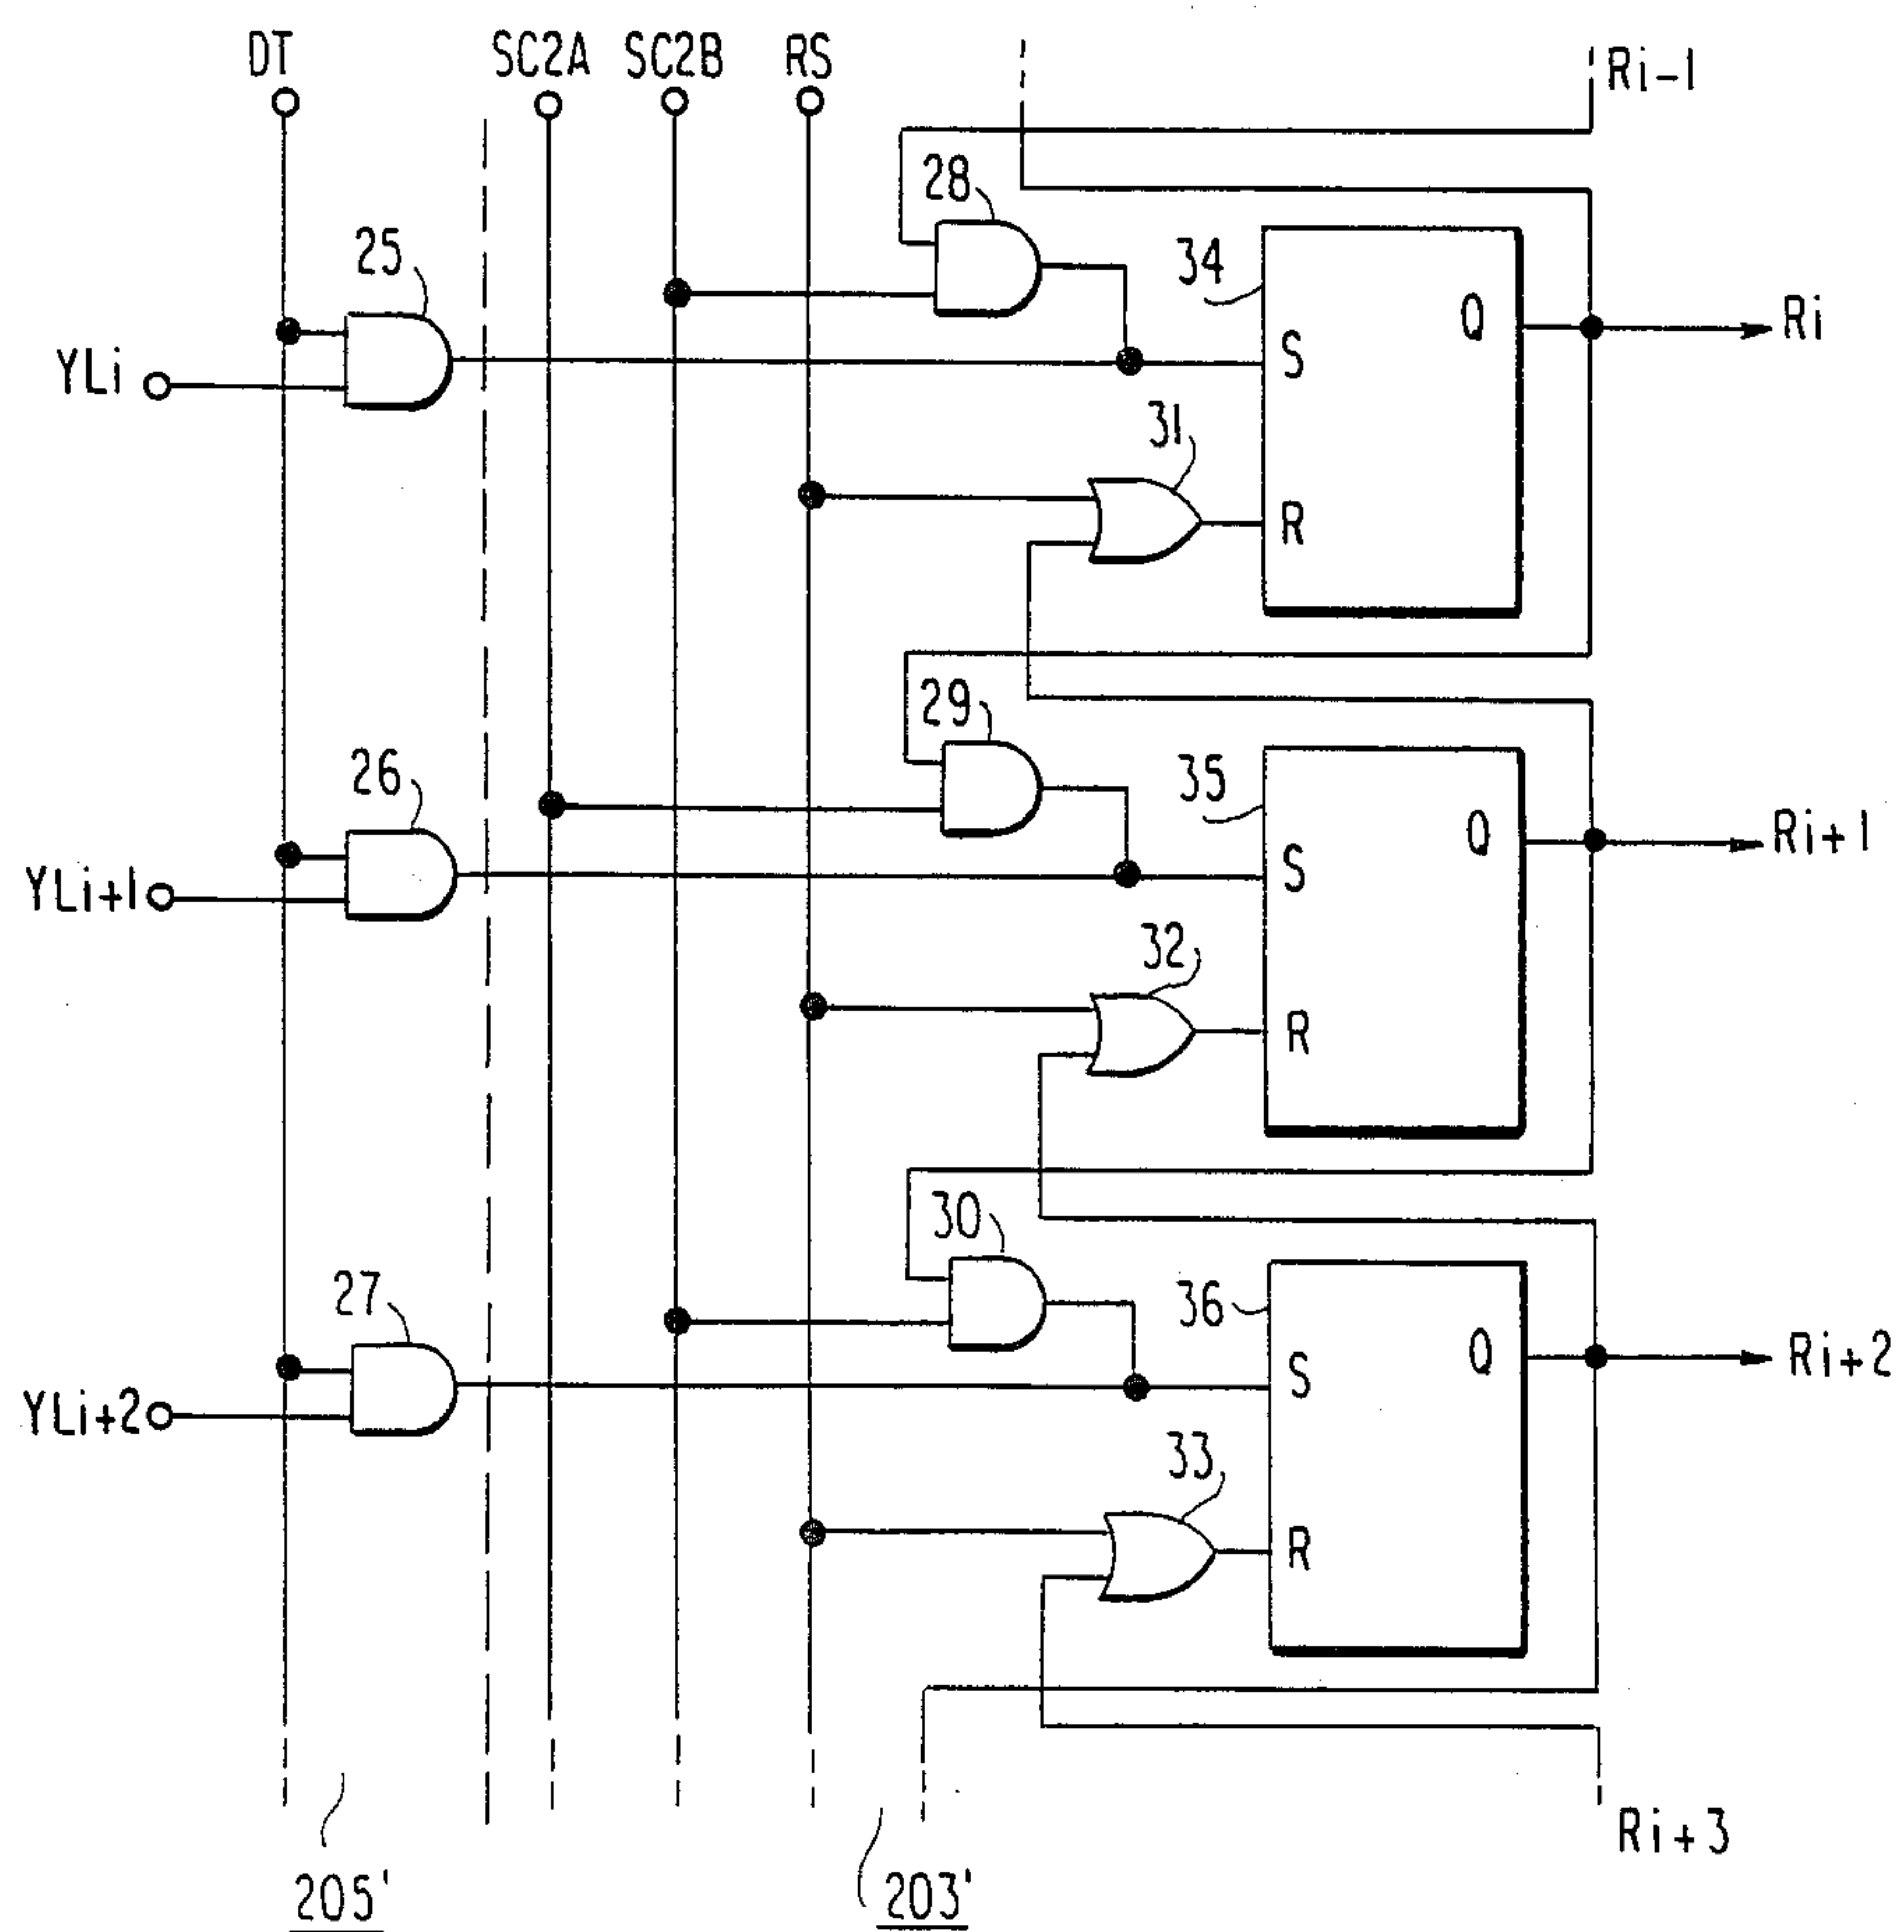 DT
SC2A
SC2B
RS
Ri-1
28
25
34
Q
Ri
YLi
S
31
R
29
26
35
Q
Ri+1
YLi+1
S
32
R
30
27
36
Q
Ri+2
YLi+2
S
33
R
Ri+3
205'
203'